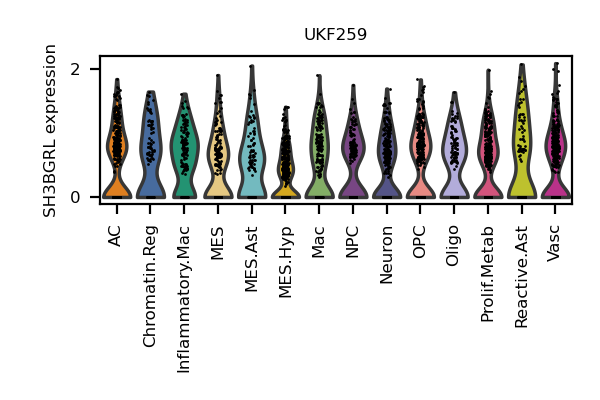 UKF259
SH3BGRL expression
2
0
AC
Chromatin.Reg
Inflammatory.Mac
MES
MES.Ast
MES.Hyp
Mac
NPC
Neuron
OPC
Oligo
Prolif.Metab
Reactive.Ast
Vasc